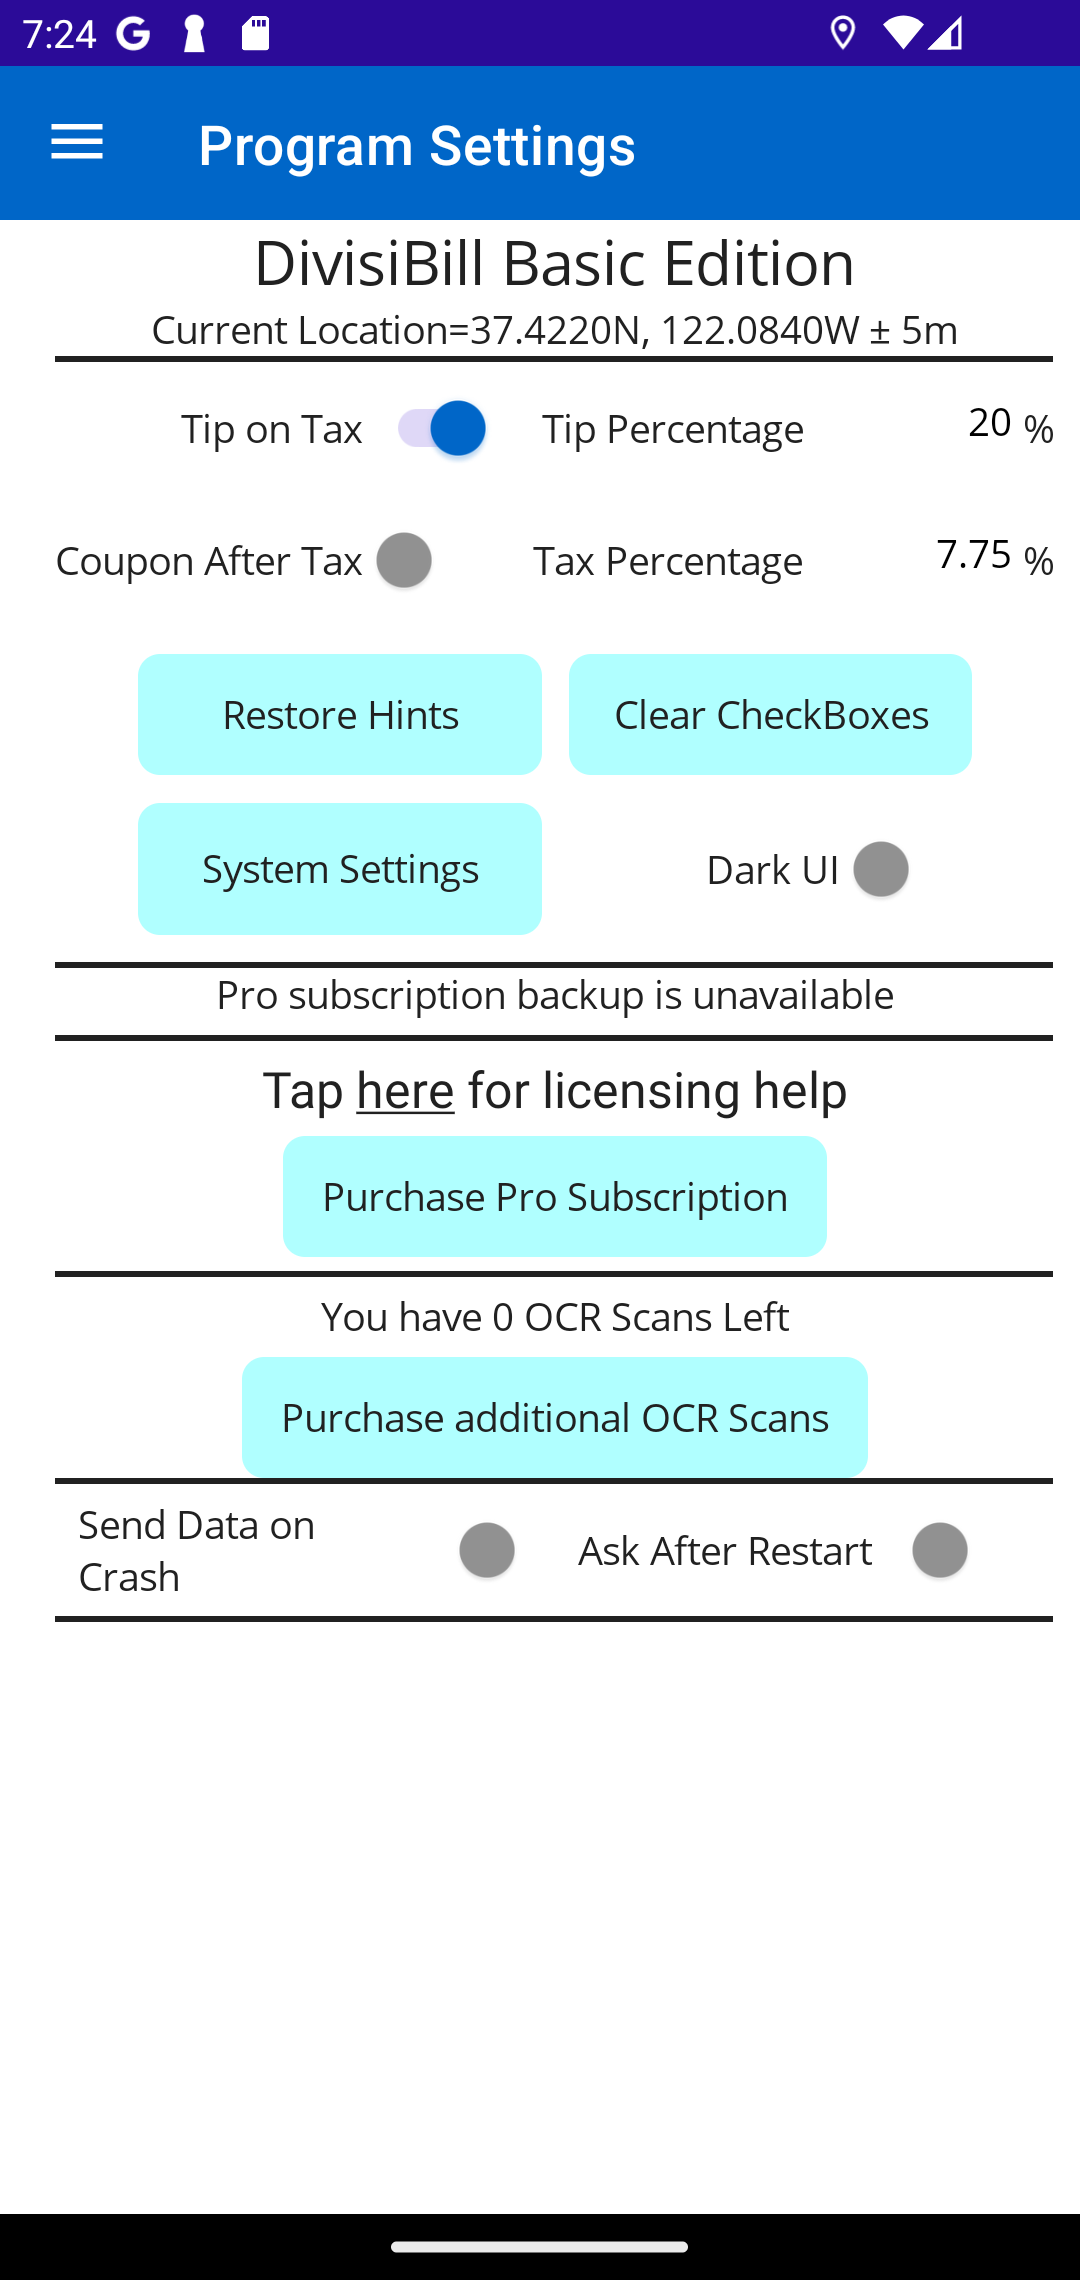 7:24
Program Settings
DivisiBill Basic Edition
Current Location=37.4220N, 122.0840W ± 5m
Tip on Tax Tip Percentage 20 %
Coupon After Tax Tax Percentage 7.75 %
Restore Hints Clear CheckBoxes
System Settings Dark UI
Pro subscription backup is unavailable
Tap here for licensing help
Purchase Pro Subscription
You have 0 OCR Scans Left
Purchase additional OCR Scans
Send Data on
Crash
Ask After Restart